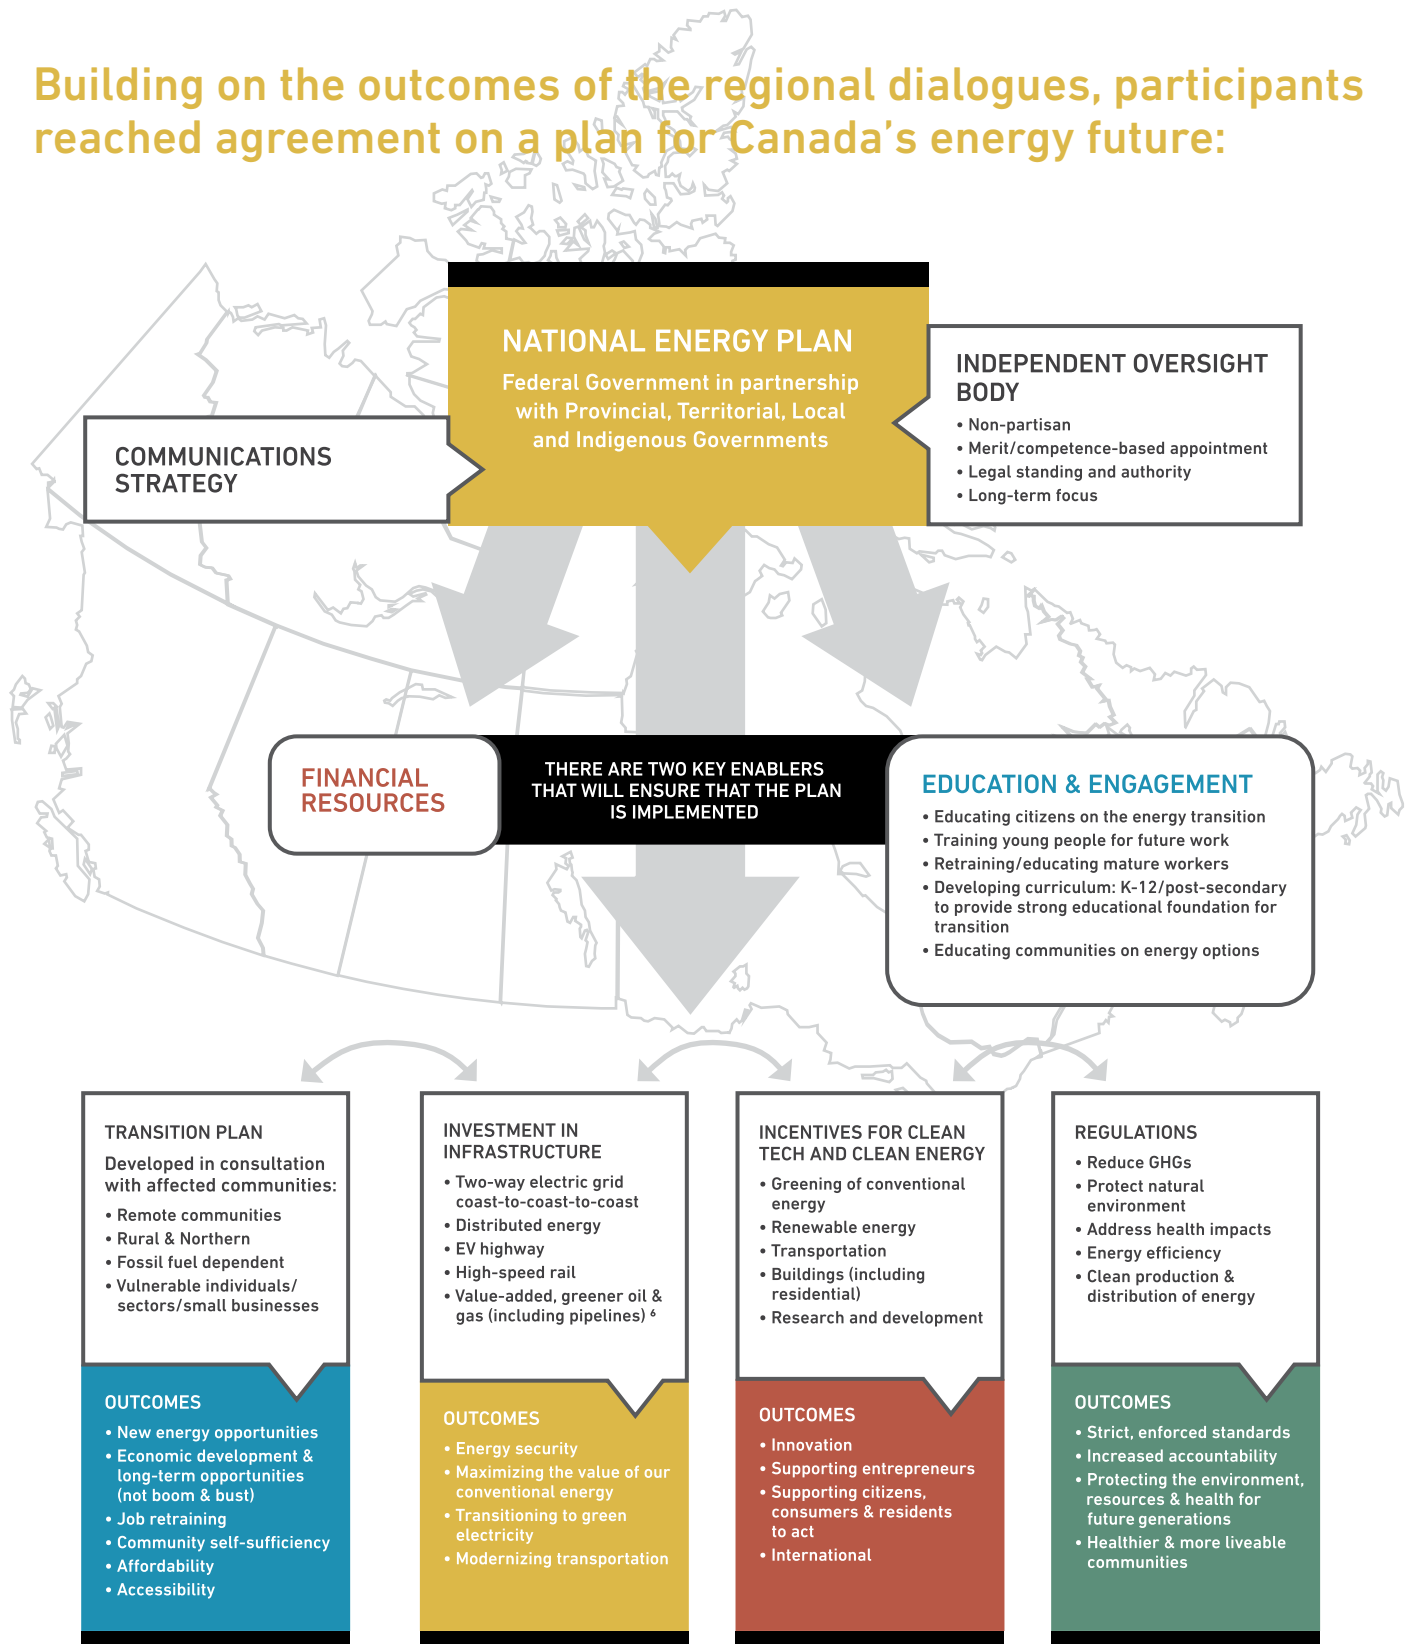 Building on the outcomes of the regional dialogues, participants
reached agreement on a plan for Canada's energy future:
NATIONAL ENERGY PLAN
Federal Government in partnership
with Provincial, Territorial, Local
and Indigenous Governments
COMMUNICATIONS
STRATEGY
INDEPENDENT OVERSIGHT
BODY
• Non-partisan
• Merit/competence-based appointment
• Legal standing and authority
• Long-term focus
FINANCIAL
RESOURCES
THERE ARE TWO KEY ENABLERS
THAT WILL ENSURE THAT THE PLAN
IS IMPLEMENTED
EDUCATION & ENGAGEMENT
• Educating citizens on the energy transition
• Training young people for future work
• Retraining/educating mature workers
• Developing curriculum: K-12/post-secondary
to provide strong educational foundation for
transition
• Educating communities on energy options
TRANSITION PLAN
Developed in consultation
with affected communities:
• Remote communities
• Rural & Northern
• Fossil fuel dependent
• Vulnerable individuals/
sectors/small businesses
OUTCOMES
• New energy opportunities
• Economic development &
long-term opportunities
(not boom & bust)
• Job retraining
• Community self-sufficiency
• Affordability
• Accessibility
INVESTMENT IN
INFRASTRUCTURE
• Two-way electric grid
coast-to-coast-to-coast
• Distributed energy
• EV highway
• High-speed rail
• Value-added, greener oil &
gas (including pipelines) 6
OUTCOMES
• Energy security
• Maximizing the value of our
conventional energy
• Transitioning to green
electricity
• Modernizing transportation
INCENTIVES FOR CLEAN
TECH AND CLEAN ENERGY
• Greening of conventional
energy
• Renewable energy
• Transportation
• Buildings (including
residential)
• Research and development
OUTCOMES
• Innovation
• Supporting entrepreneurs
• Supporting citizens,
consumers & residents
to act
• International
REGULATIONS
• Reduce GHGs
• Protect natural
environment
• Address health impacts
• Energy efficiency
• Clean production &
distribution of energy
OUTCOMES
• Strict, enforced standards
• Increased accountability
• Protecting the environment,
resources & health for
future generations
• Healthier & more liveable
communities